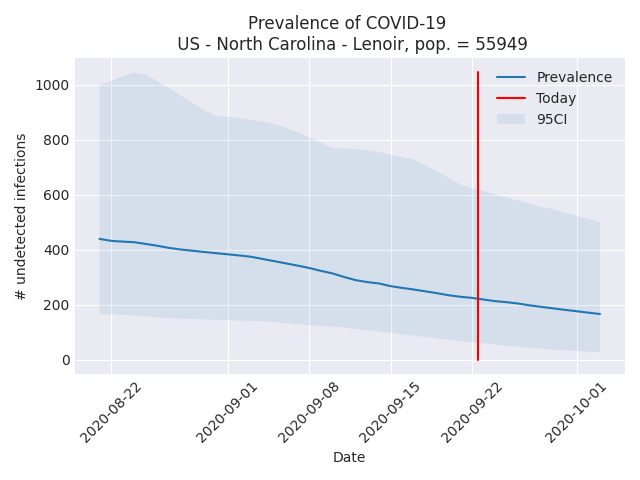 Prevalence of COVID-19
US - North Carolina - Lenoir, pop. = 55949
Prevalence
Today
95CI
# undetected infections
1000
800
600
400
200
0
2020-08-22
2020-09-01
2020-09-08
2020-09-15
2020-09-22
2020-10-01
Date